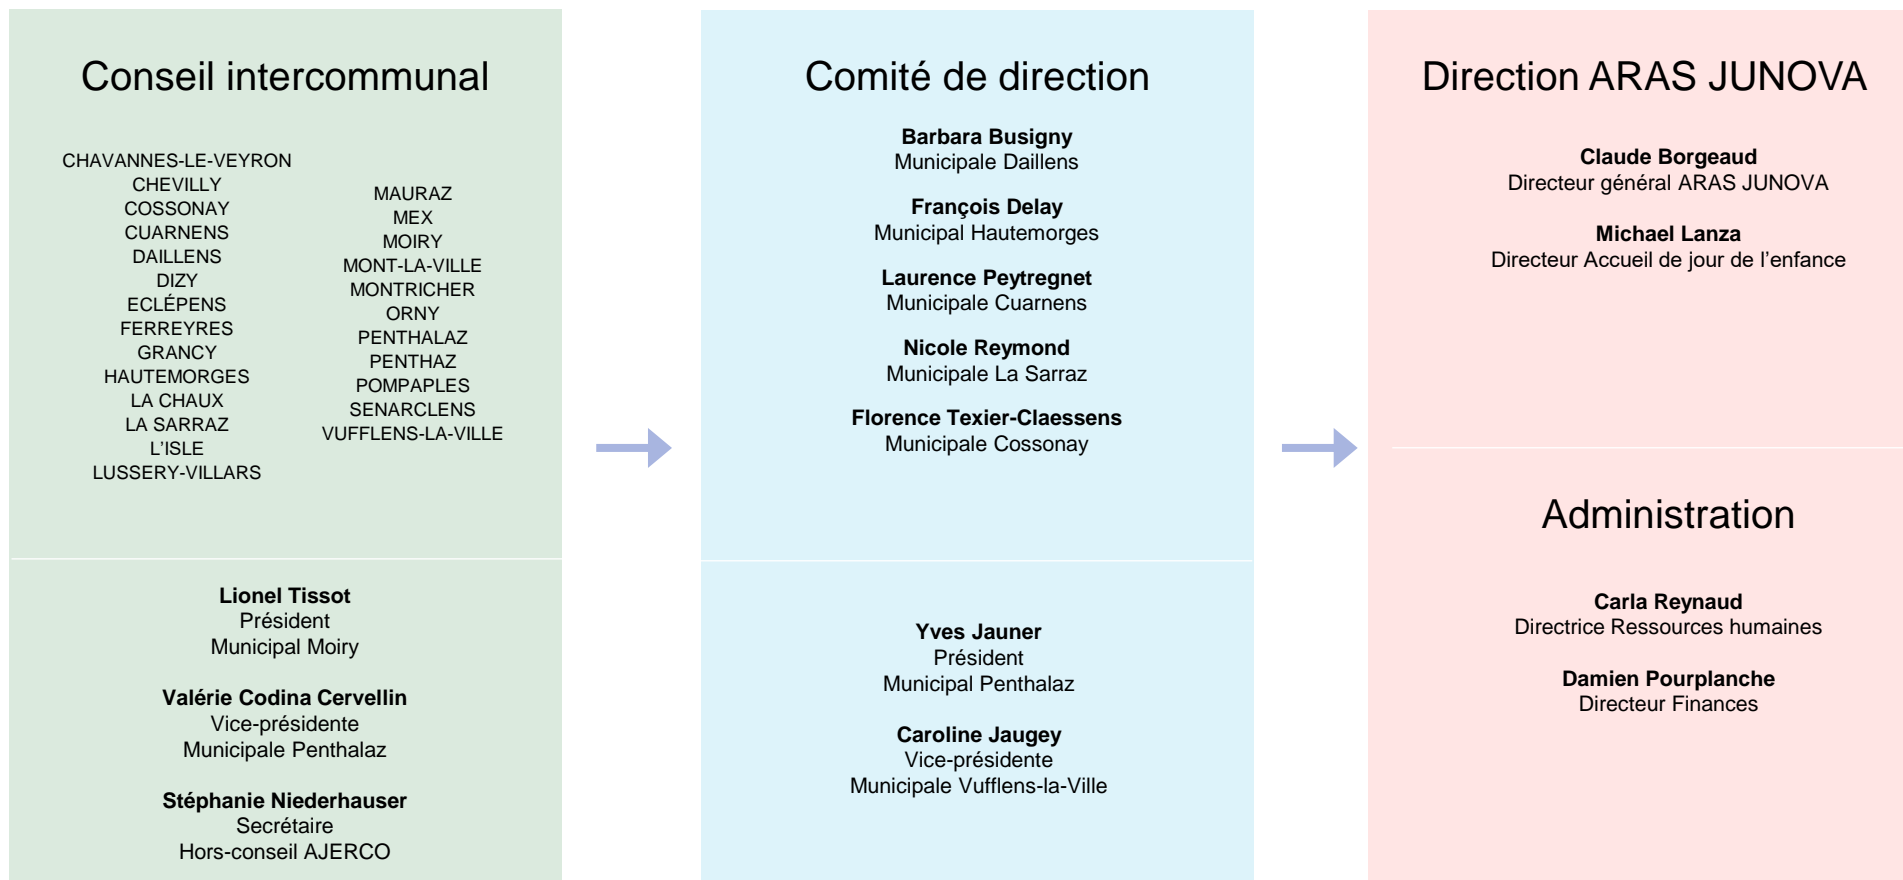 Conseil intercommunal
CHAVANNES-LE-VEYRON
CHEVILLY
COSSONAY
CUARNENS
DAILLENS
DIZY
ECLÉPENS
FERREYRES
GRANCY
HAUTEMORGES
LA CHAUX
LA SARRAZ
L'ISLE
LUSSERY-VILLARS
MAURAZ
MEX
MOIRY
MONT-LA-VILLE
MONTRICHER
ORNY
PENTHALAZ
PENTHAZ
POMPAPLES
SENARCLENS
VUFFLENS-LA-VILLE
Lionel Tissot
Président
Municipal Moiry
Valérie Codina Cervellin
Vice-présidente
Municipale Penthalaz
Stéphanie Niederhauser
Secrétaire
Hors-conseil AJERCO
Comité de direction
Barbara Busigny
Municipale Daillens
François Delay
Municipal Hautemorges
Laurence Peytregnet
Municipale Cuarnens
Nicole Reymond
Municipale La Sarraz
Florence Texier-Claessens
Municipale Cossonay
Yves Jauner
Président
Municipal Penthalaz
Caroline Jaugey
Vice-présidente
Municipale Vufflens-la-Ville
Direction ARAS JUNOVA
Claude Borgeaud
Directeur général ARAS JUNOVA
Michael Lanza
Directeur Accueil de jour de l’enfance
Administration
Carla Reynaud
Directrice Ressources humaines
Damien Pourplanche
Directeur Finances